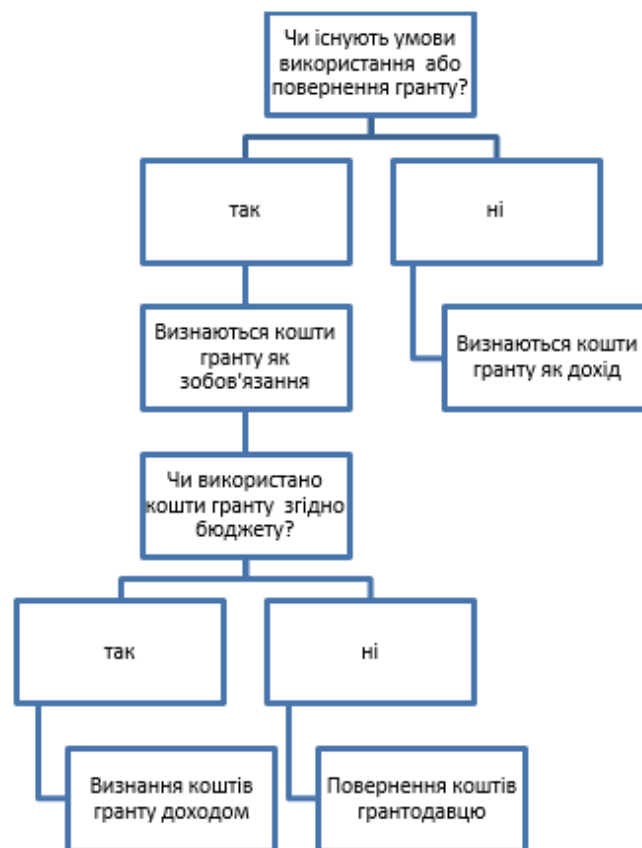 Чи існують умови
використання або
повернення гранту?
так
ні
Визнаються кошти
гранту як
зобов'язання
Визнаються кошти
гранту як дохід
Чи використано
кошти гранту згідно
бюджету?
так
ні
Визнання коштів
гранту доходом
Повернення коштів
грантодавцю